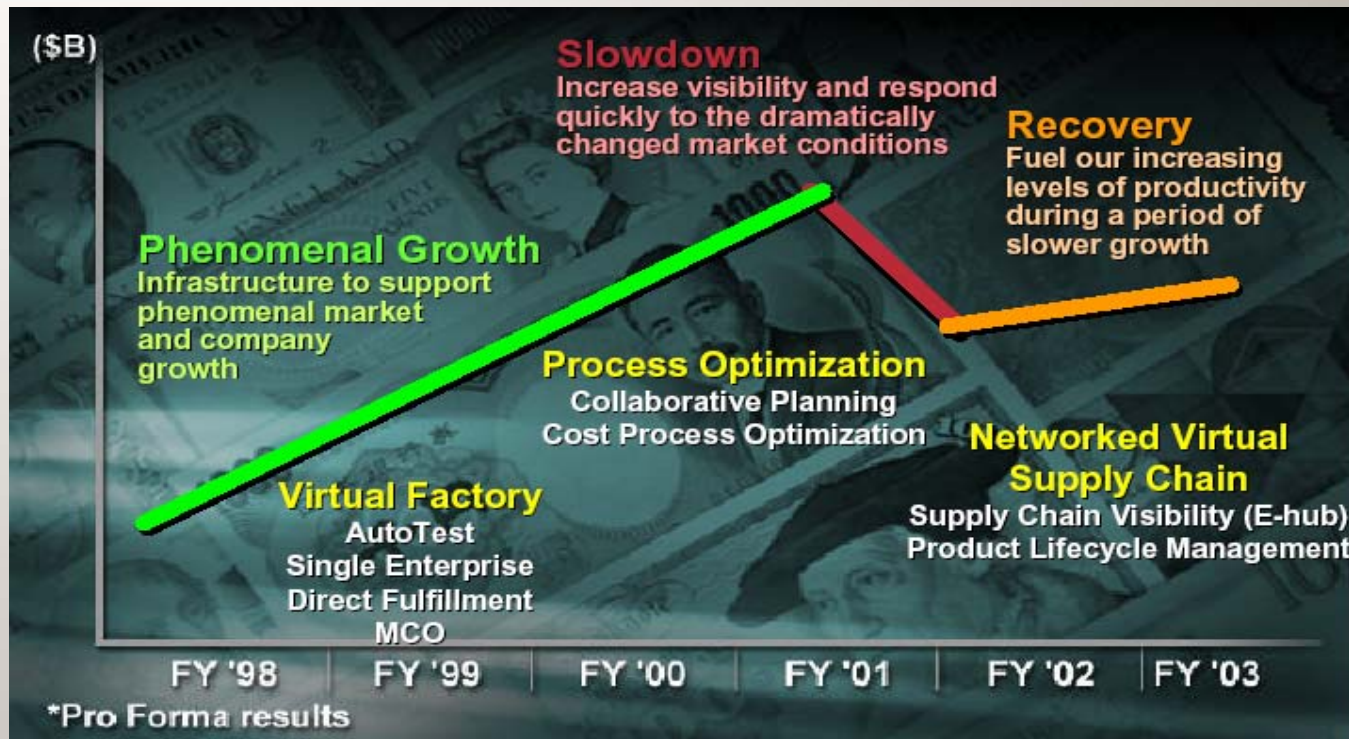 ($B)
Slowdown
Increase visibility and respond
quickly to the dramatically
changed market conditions
Recovery
Fuel our increasing
levels of productivity
during a period of
slower growth
Phenomenal Growth
Infrastructure to support
phenomenal market
and company
growth
1000
Process Optimization
Collaborative Planning
Cost Process Optimization
Networked Virtual
Supply Chain
Supply Chain Visibility (E-hub)
Product Lifecycle Management
Virtual Factory
AutoTest
Single Enterprise
Direct Fulfillment
MCO
FY '98 FY '99 FY '00 FY '01 FY '02 FY '03
*Pro Forma results